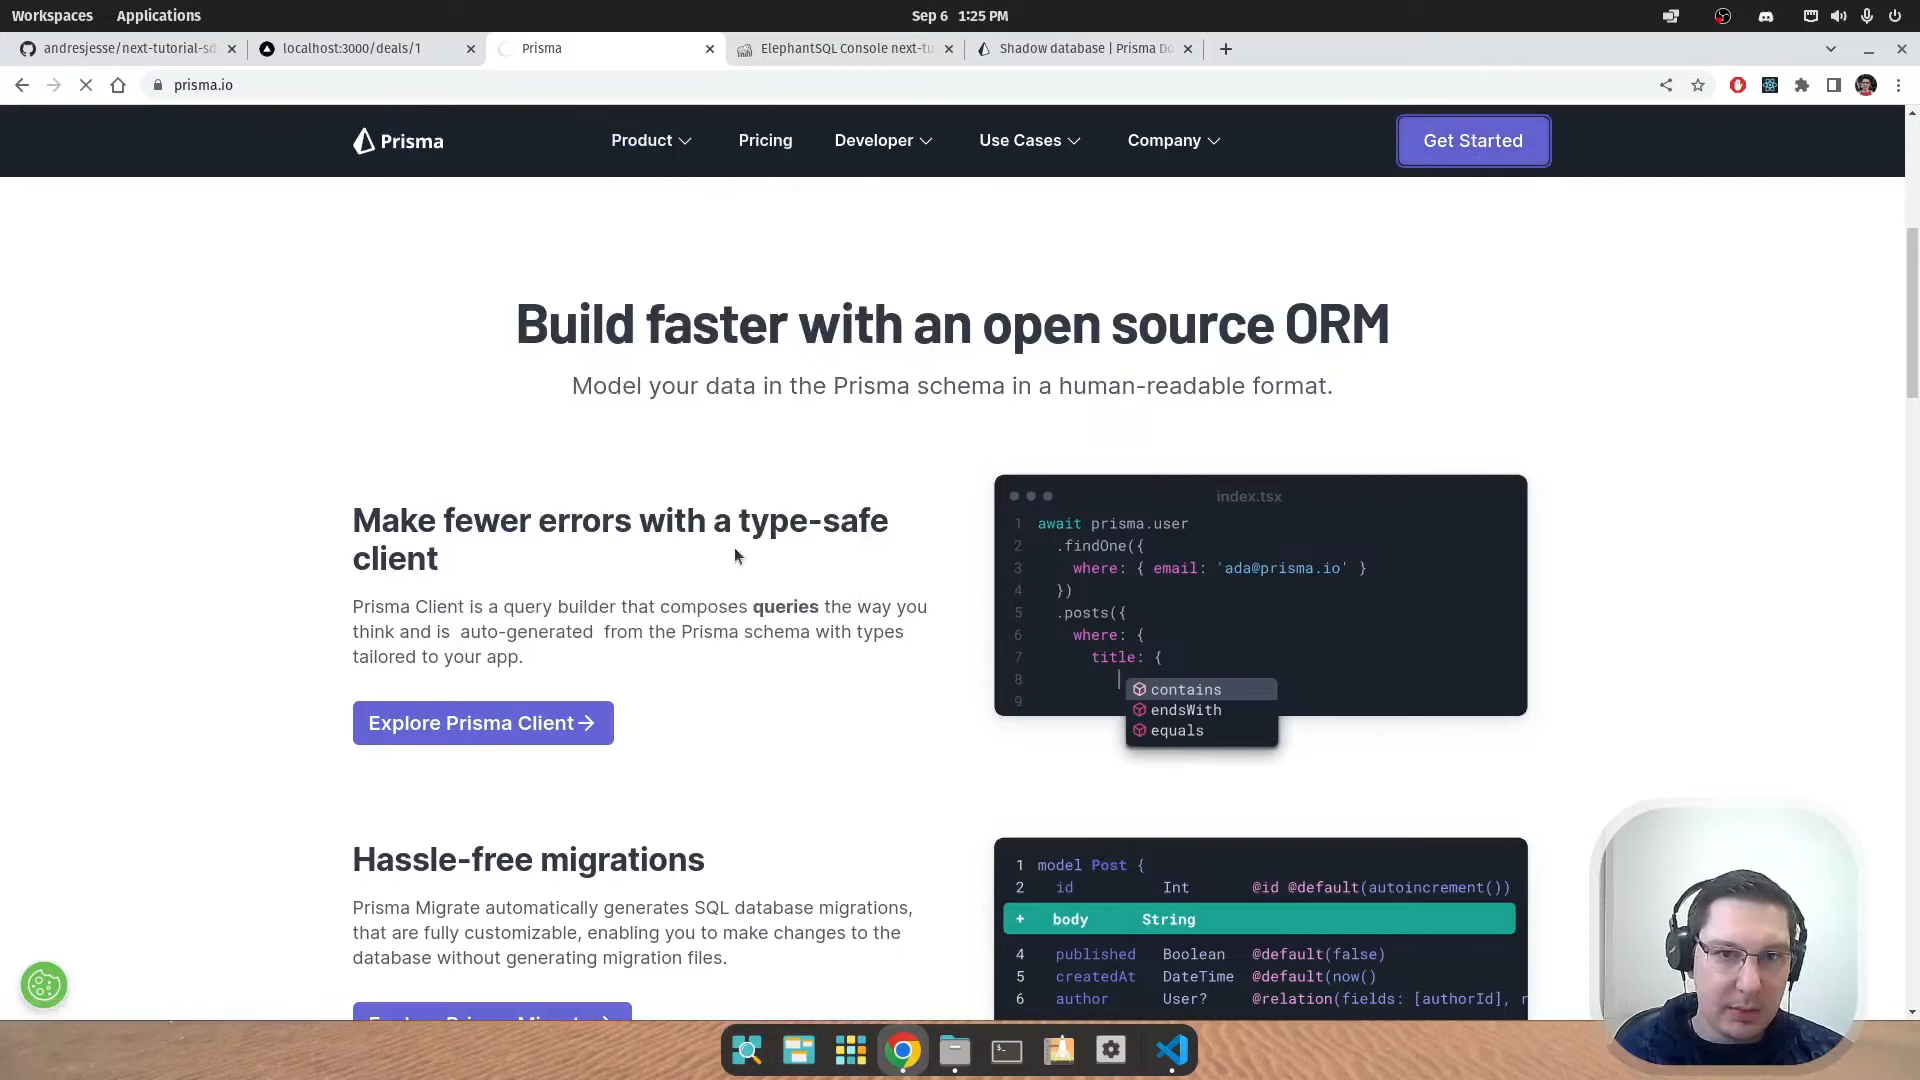 Workspaces Applications Sep 6 1:25 PM
andresjesse/next-tutorial-sd localhost:3000/deals/1 Prisma ElephantSQL Console next-tu Shadow database | Prisma Do
prisma.io
Prisma Product Pricing Developer Use Cases Company Get Started
Build faster with an open source ORM
Model your data in the Prisma schema in a human-readable format.
Make fewer errors with a type-safe
client
Prisma Client is a query builder that composes queries the way you
think and is auto-generated from the Prisma schema with types
tailored to your app.
Explore Prisma Client
index.tsx
1 await prisma.user
2 .findOne({
3 where: { email: 'ada@prisma.io' }
4 })
5 .posts({
6 where: {
7 title: {
8
9
contains
endsWith
equals
Hassle-free migrations
Prisma Migrate automatically generates SQL database migrations,
that are fully customizable, enabling you to make changes to the
database without generating migration files.
1 model Post {
2 id Int @id @default(autoincrement())
+ body String
4 published Boolean @default(false)
5 createdAt DateTime @default(now()
6 author User? @relation(fields: [authorId], r